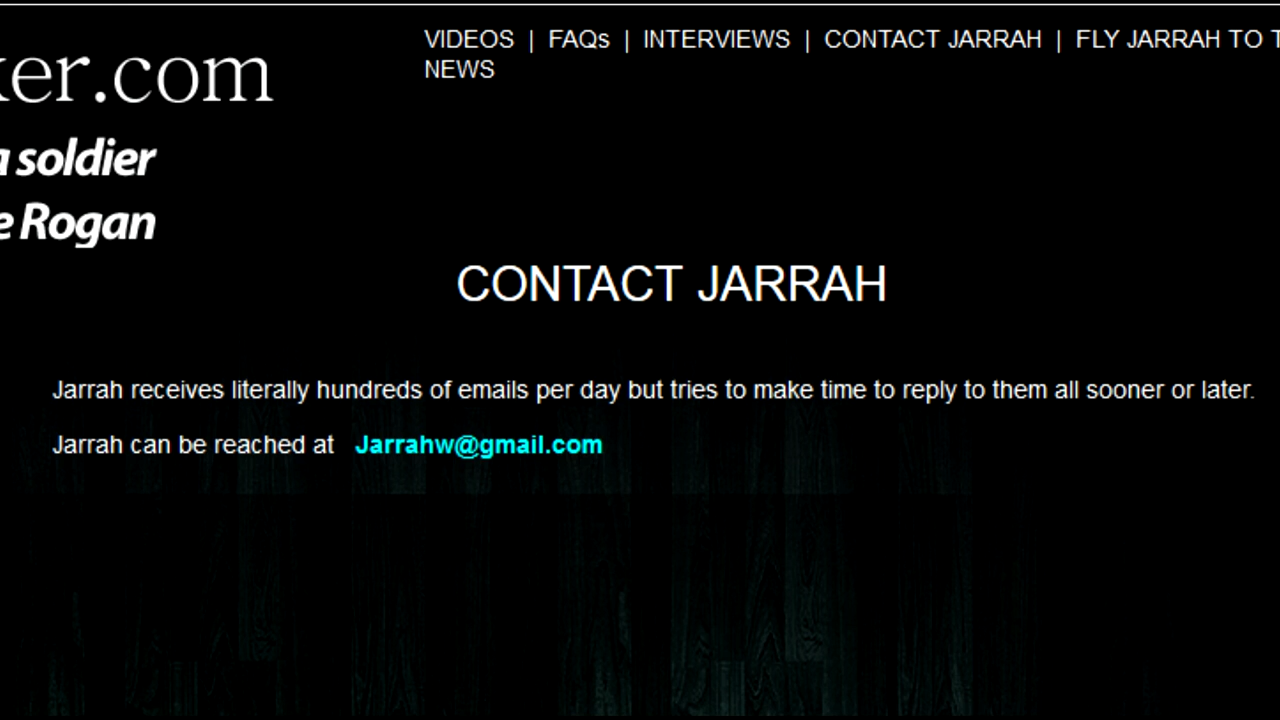 VIDEOS | FAQs | INTERVIEWS | CONTACT JARRAH | FLY JARRAH TO T
NEWS
ker.com
a soldier
e Rogan
CONTACT JARRAH
Jarrah receives literally hundreds of emails per day but tries to make time to reply to them all sooner or later.
Jarrah can be reached at Jarrahw@gmail.com